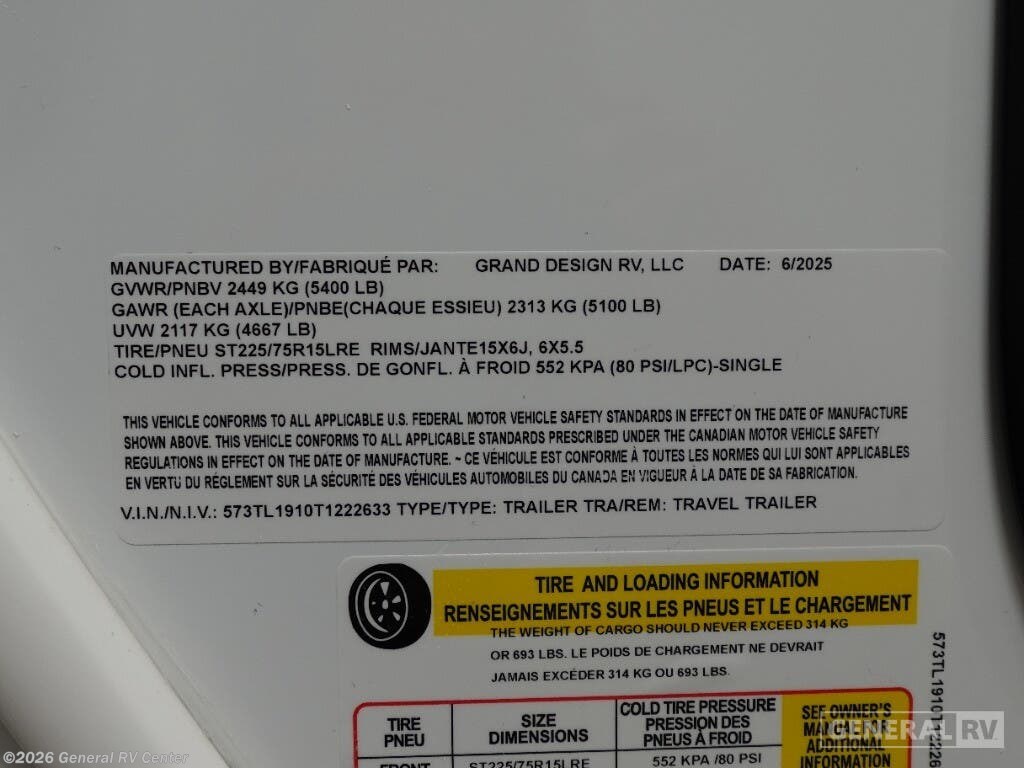 MANUFACTURED BY/FABRIQUÉ PAR: GRAND DESIGN RV, LLC DATE: 6/2025
GVWR/PNBV 2449 KG (5400 LB)
GAWR (EACH AXLE)/PNBE(CHAQUE ESSIEU) 2313 KG (5100 LB)
UVW 2117 KG (4667 LB)
TIRE/PNEU ST225/75R15LRE RIMS/JANTE15X6J, 6X5.5
COLD INFL. PRESS/PRESS. DE GONFL. À FROID 552 KPA (80 PSI/LPC)-SINGLE
THIS VEHICLE CONFORMS TO ALL APPLICABLE U.S. FEDERAL MOTOR VEHICLE SAFETY STANDARDS IN EFFECT ON THE DATE OF MANUFACTURE
SHOWN ABOVE. THIS VEHICLE CONFORMS TO ALL APPLICABLE STANDARDS PRESCRIBED UNDER THE CANADIAN MOTOR VEHICLE SAFETY
REGULATIONS IN EFFECT ON THE DATE OF MANUFACTURE. ~ CE VÉHICULE EST CONFORME À TOUTES LES NORMES QUI LUI SONT APPLICABLES
EN VERTU DU RÉGLEMENT SUR LA SÉCURITÉ DES VÉHICULES AUTOMOBILES DU CANADA EN VIGUEUR À LA DATE DE SA FABRICATION.
V.I.N./N.I.V.: 573TL1910T1222633 TYPE/TYPE: TRAILER TRA/REM: TRAVEL TRAILER
TIRE AND LOADING INFORMATION
RENSEIGNEMENTS SUR LES PNEUS ET LE CHARGEMENT
THE WEIGHT OF CARGO SHOULD NEVER EXCEED 314 KG
OR 693 LBS. LE POIDS DE CHARGEMENT NE DEVRAIT
JAMAIS EXCÉDER 314 KG OU 693 LBS.
TIRE
PNEU
SIZE
DIMENSIONS
COLD TIRE PRESSURE
PRESSION DES
PNEUS À FROID
SEE OWNER'S
MANUAL FOR
ADDITIONAL
INFORMATION
FRONT
ST225/75R15LRE
552 KPA /80 PSI
GENERAL RV
©2026 General RV Center